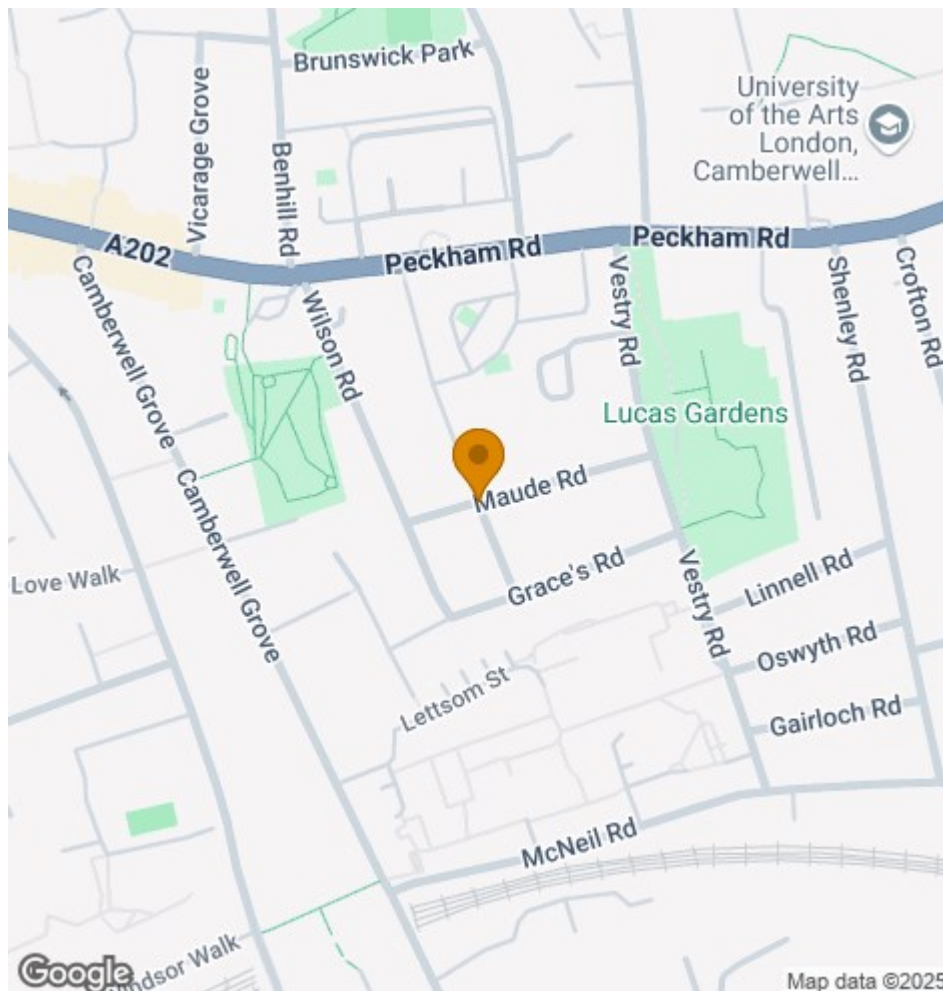 Brunswick Park
Vicarage Grove
Benhill Rd
University
of the Arts
London,
Camberwell...
A202
Peckham Rd
Peckham Rd
Camberwell Grove
Wilson Rd
Vestry Rd
Shenley Rd
Crofton Rd
Lucas Gardens
Maude Rd
Camberwell Grove
Love Walk
Grace's Rd
Vestry Rd
Linnell Rd
Oswyth Rd
Lettsom St
Gairloch Rd
McNeil Rd
Walk
Google
Map data ©2025